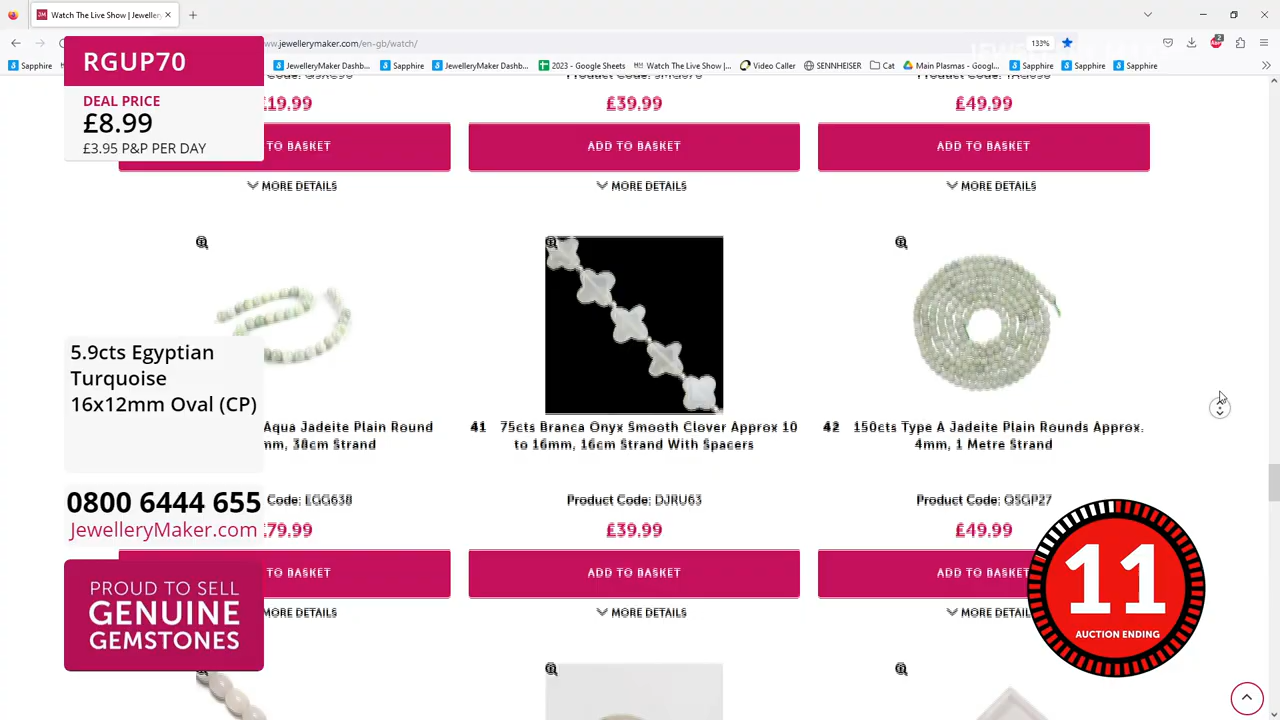 Watch The Live Show | Jeweller
ww.jewellerymaker.com/en-gb/watch/
133%
2
Sapphire
JewelleryMaker Dashb...
Sapphire
JewelleryMaker Dashb...
2023 - Google Sheets
Watch The Live Show |...
Video Caller
SENNHEISER
Cat
Main Plasmas - Googl...
Sapphire
Sapphire
Sapphire
RGUP70
DEAL PRICE
£8.99
£3.95 P&P PER DAY
£19.99
£39.99
£49.99
TO BASKET
ADD TO BASKET
ADD TO BASKET
MORE DETAILS
MORE DETAILS
MORE DETAILS
5.9cts Egyptian
Turquoise
16x12mm Oval (CP)
Aqua Jadeite Plain Round
mm, 38cm Strand
41 75cts Branca Onyx Smooth Clover Approx 10
to 16mm, 16cm Strand With Spacers
42 150cts Type A Jadeite Plain Rounds Approx.
4mm, 1 Metre Strand
Code: EGG638
Product Code: DJRU63
Product Code: QSGP27
£79.99
£39.99
£49.99
TO BASKET
ADD TO BASKET
ADD TO BASKET
MORE DETAILS
MORE DETAILS
MORE DETAILS
0800 6444 655
JewelleryMaker.com
PROUD TO SELL
GENUINE
GEMSTONES
11
AUCTION ENDING